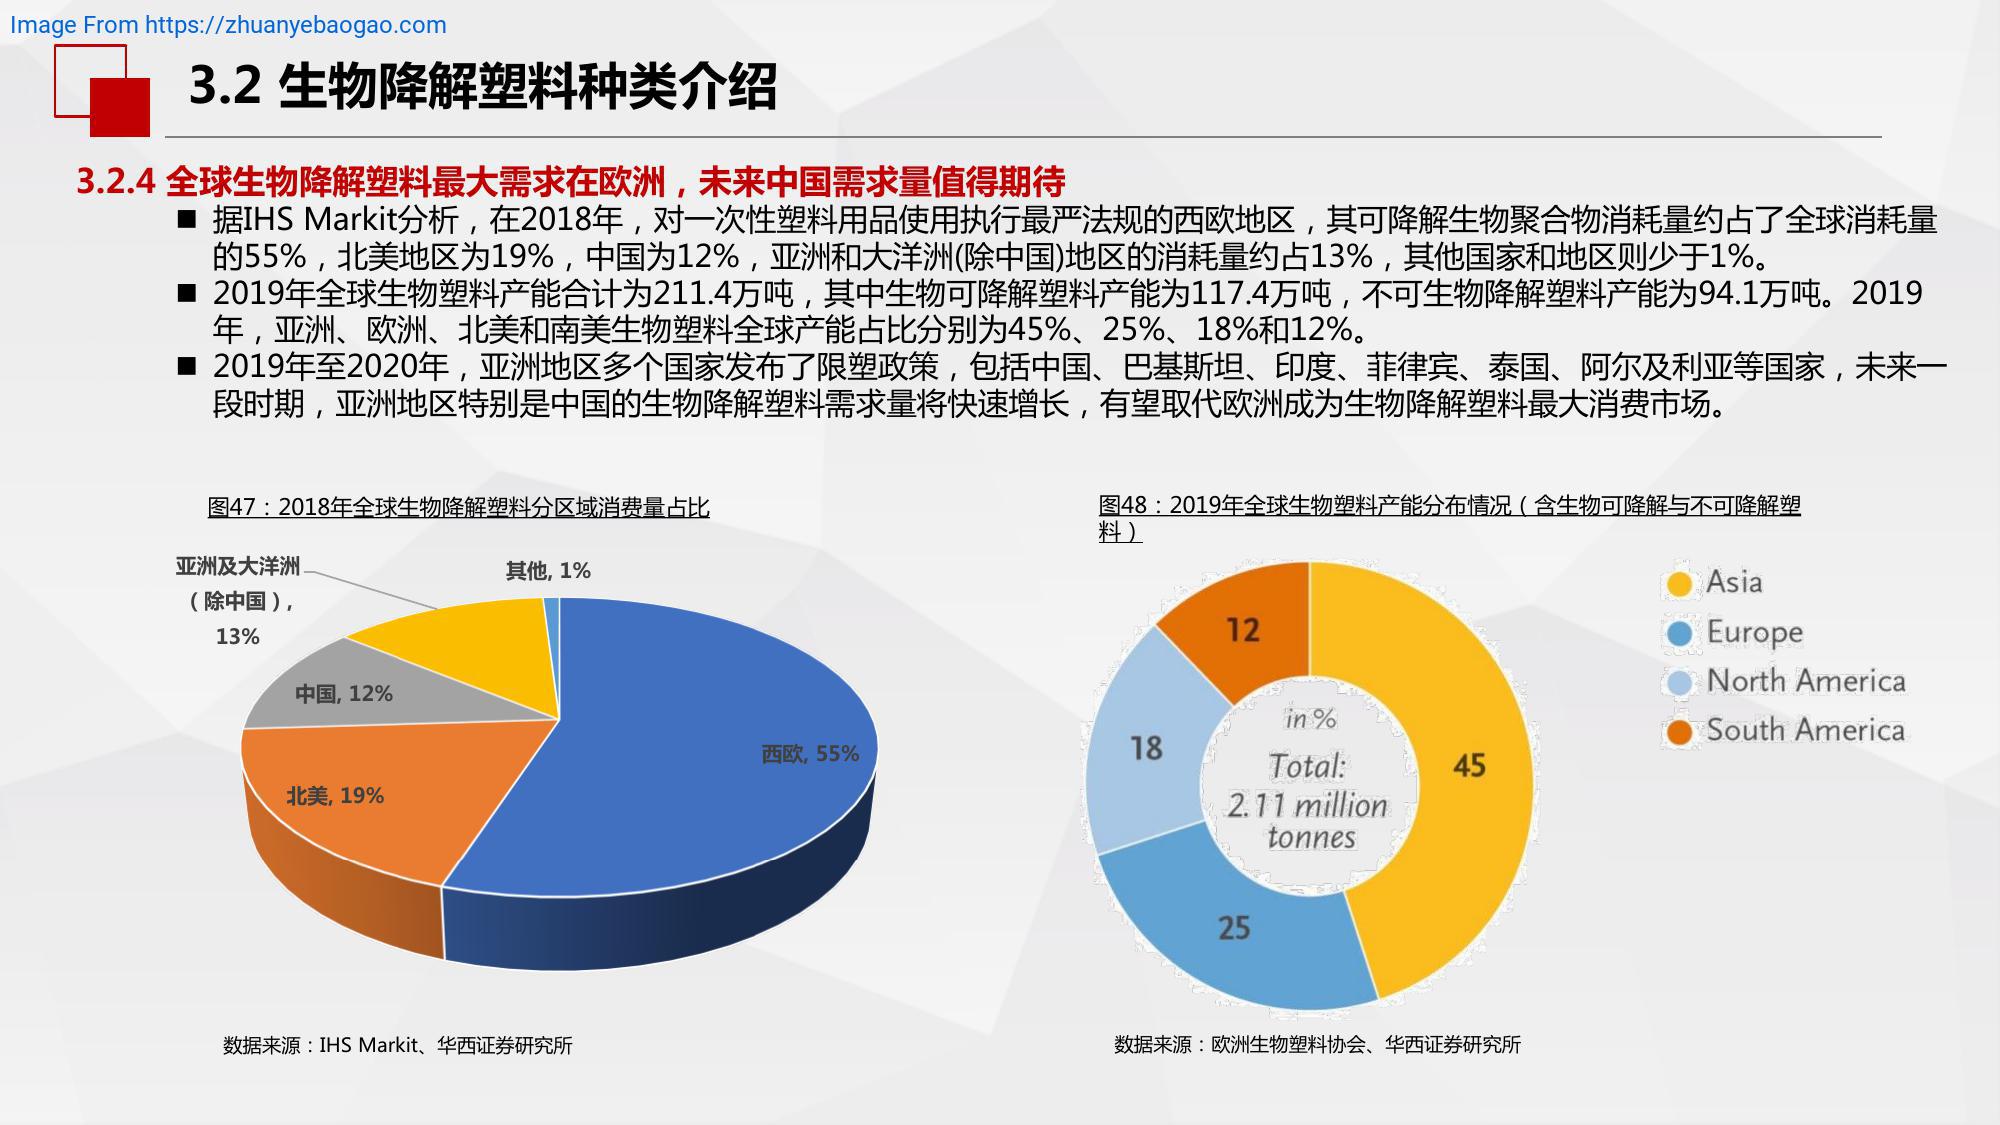 Image From https://zhuanyebaogao.com
3.2 生物降解塑料种类介绍
3.2.4 全球生物降解塑料最大需求在欧洲，未来中国需求量值得期待
■ 据IHS Markit分析，在2018年，对一次性塑料用品使用执行最严法规的西欧地区，其可降解生物聚合物消耗量约占了全球消耗量
的55%，北美地区为19%，中国为12%，亚洲和大洋洲(除中国)地区的消耗量约占13%，其他国家和地区则少于1%。
■ 2019年全球生物塑料产能合计为211.4万吨，其中生物可降解塑料产能为117.4万吨，不可生物降解塑料产能为94.1万吨。2019
年，亚洲、欧洲、北美和南美生物塑料全球产能占比分别为45%、25%、18%和12%。
■ 2019年至2020年，亚洲地区多个国家发布了限塑政策，包括中国、巴基斯坦、印度、菲律宾、泰国、阿尔及利亚等国家，未来一
段时期，亚洲地区特别是中国的生物降解塑料需求量将快速增长，有望取代欧洲成为生物降解塑料最大消费市场。
图47：2018年全球生物降解塑料分区域消费量占比
亚洲及大洋洲
（除中国）,
13%
其他, 1%
中国, 12%
西欧, 55%
北美, 19%
数据来源：IHS Markit、华西证券研究所
图48：2019年全球生物塑料产能分布情况（含生物可降解与不可降解塑
料）
12
18
45
25
in %
Total:
2.11 million
tonnes
Asia
Europe
North America
South America
数据来源：欧洲生物塑料协会、华西证券研究所